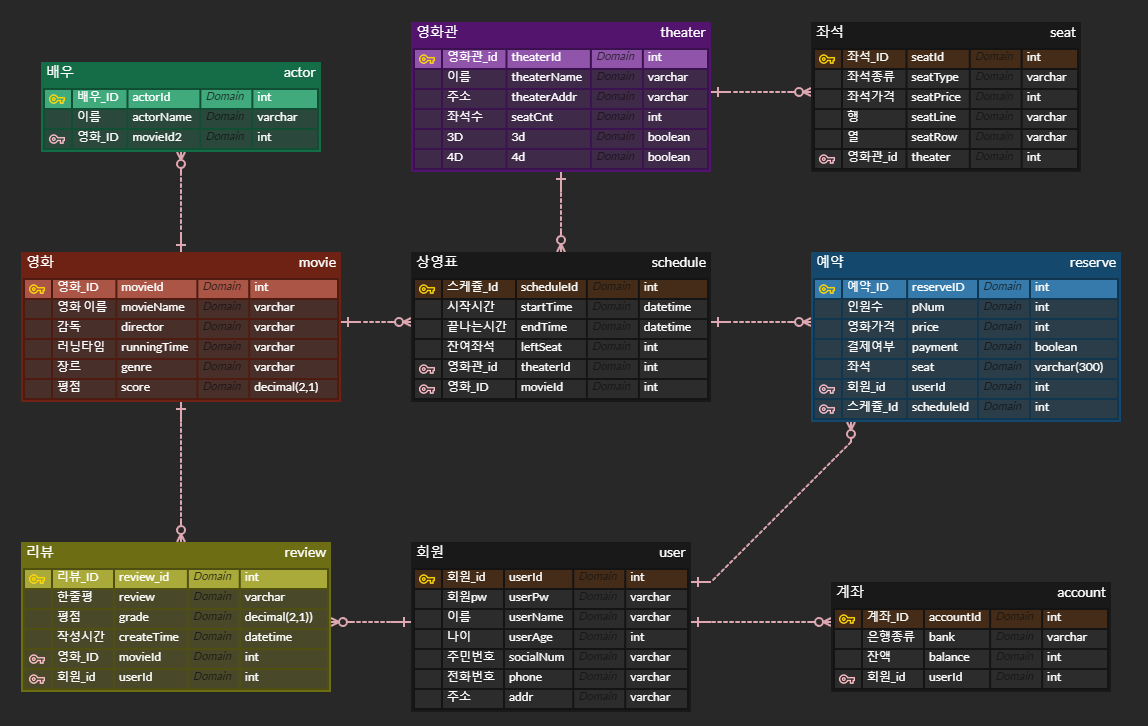 배우 actor
배우_ID actorId Domain int
이름 actorName Domain varchar
영화_ID movieId2 Domain int
영화관 theater
영화관_id theaterId Domain int
이름 theaterName Domain varchar
주소 theaterAddr Domain varchar
좌석수 seatCnt Domain int
3D 3d Domain boolean
4D 4d Domain boolean
좌석 seat
좌석_ID seatId Domain int
좌석종류 seatType Domain varchar
좌석가격 seatPrice Domain varchar
행 seatLine Domain varchar
열 seatRow Domain varchar
영화관_id theater Domain int
영화 movie
영화_ID movieId Domain int
영화 이름 movieName Domain varchar
감독 director Domain varchar
러닝타임 runningTime Domain varchar
장르 genre Domain varchar
평점 score Domain decimal(2,1)
상영표 schedule
스케쥴_Id scheduleId Domain int
시작시간 startTime Domain datetime
끝나는시간 endTime Domain datetime
잔여좌석 leftSeat Domain int
영화관_id theaterId Domain int
영화_ID movieId Domain int
예약 reserve
예약_ID reserveID Domain int
인원수 pNum Domain int
영화가격 price Domain int
결제여부 payment Domain boolean
좌석 seat Domain varchar(300)
회원_id userId Domain int
스케쥴_Id scheduleId Domain int
리뷰 review
리뷰_ID review_id Domain int
한줄평 review Domain varchar
평점 grade Domain decimal(2,1))
작성시간 createTime Domain datetime
영화_ID movieId Domain int
회원_id userId Domain int
회원 user
회원_id userId Domain int
회원pw userPw Domain varchar
이름 userName Domain varchar
나이 userAge Domain int
주민번호 socialNum Domain varchar
전화번호 phone Domain varchar
주소 addr Domain varchar
계좌 account
계좌_ID accountId Domain int
은행종류 bank Domain varchar
잔액 balance Domain int
회원_id userId Domain int